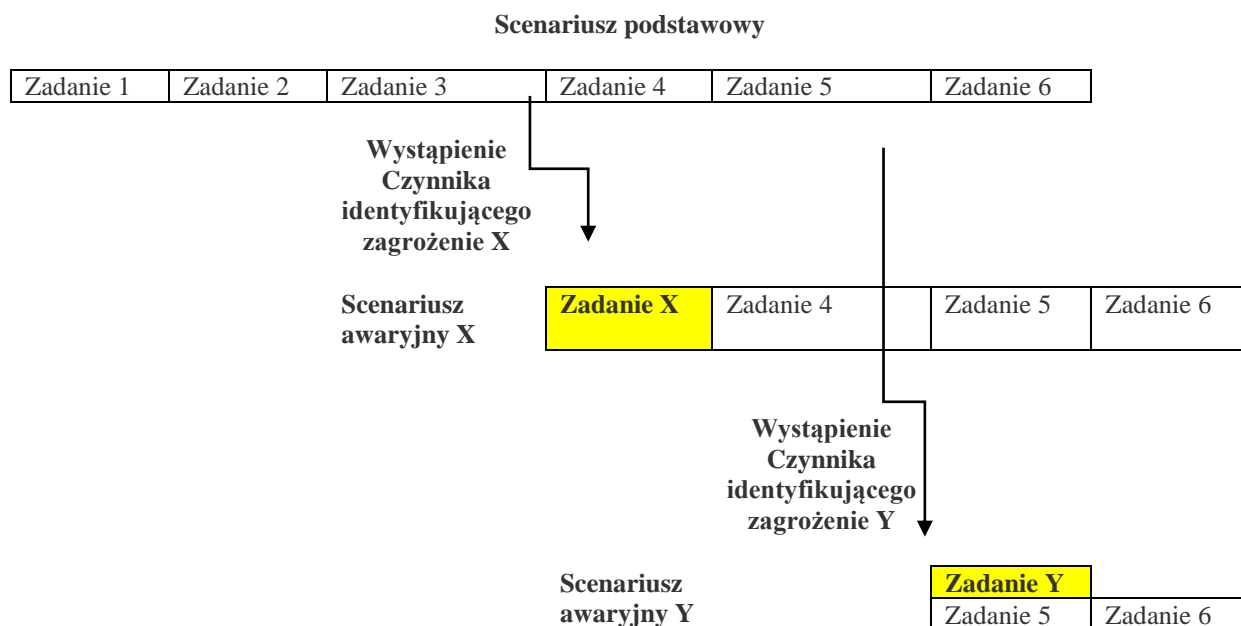 Scenariusz podstawowy
Zadanie 1 Zadanie 2 Zadanie 3 Zadanie 4 Zadanie 5 Zadanie 6
Wystąpienie
Czynnika
identyfikującego
zagrożenie X
Scenariusz
awaryjny X
Zadanie X Zadanie 4 Zadanie 5 Zadanie 6
Wystąpienie
Czynnika
identyfikującego
zagrożenie Y
Scenariusz
awaryjny Y
Zadanie Y
Zadanie 5 Zadanie 6